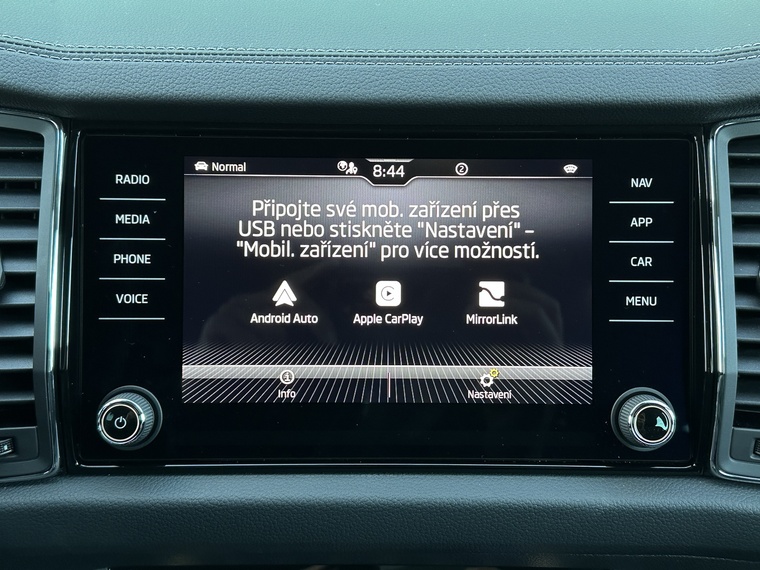 RADIO
MEDIA
PHONE
VOICE
Normal
8:44
2
Připojte své mob. zařízení přes
USB nebo stiskněte "Nastavení" –
"Mobil. zařízení" pro více možností.
Android Auto
Apple CarPlay
MirrorLink
Info
Nastavení
NAV
APP
CAR
MENU